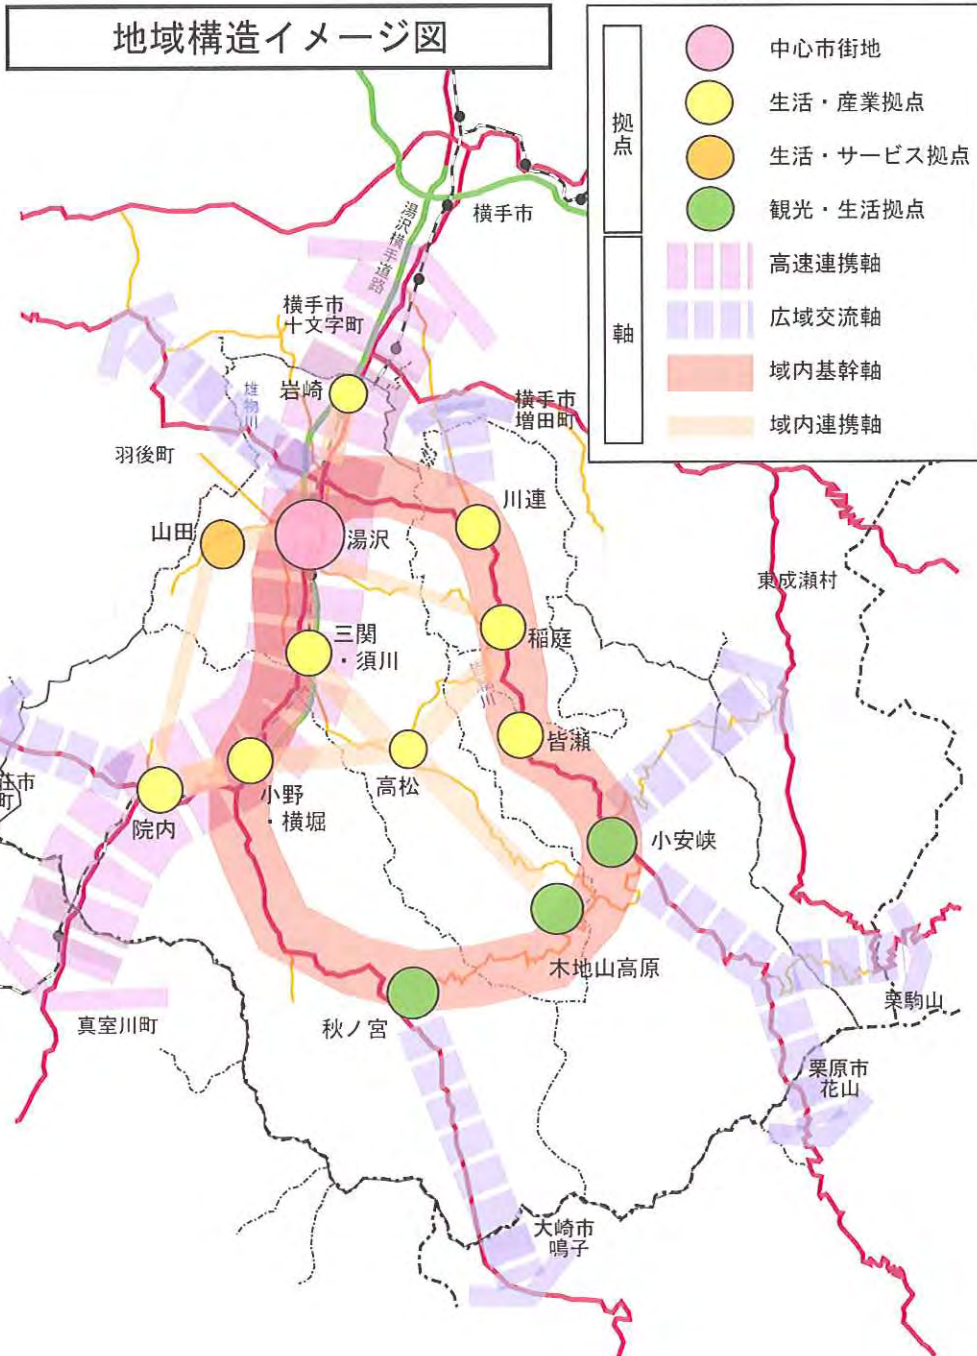 地域構造イメージ図
拠点
中心市街地
生活・産業拠点
生活・サービス拠点
観光・生活拠点
軸
高速連携軸
広域交流軸
域内基幹軸
域内連携軸
横手市
湯沢横手道路
横手市
十文字町
岩崎
雄物川
横手市
増田町
羽後町
川連
山田
湯沢
東成瀬村
三関
・須川
稲庭
川
皆瀬
高松
庄市
町
院内
小野
・横堀
小安峡
木地山高原
秋ノ宮
真室川町
栗駒山
栗原市
花山
大崎市
鳴子